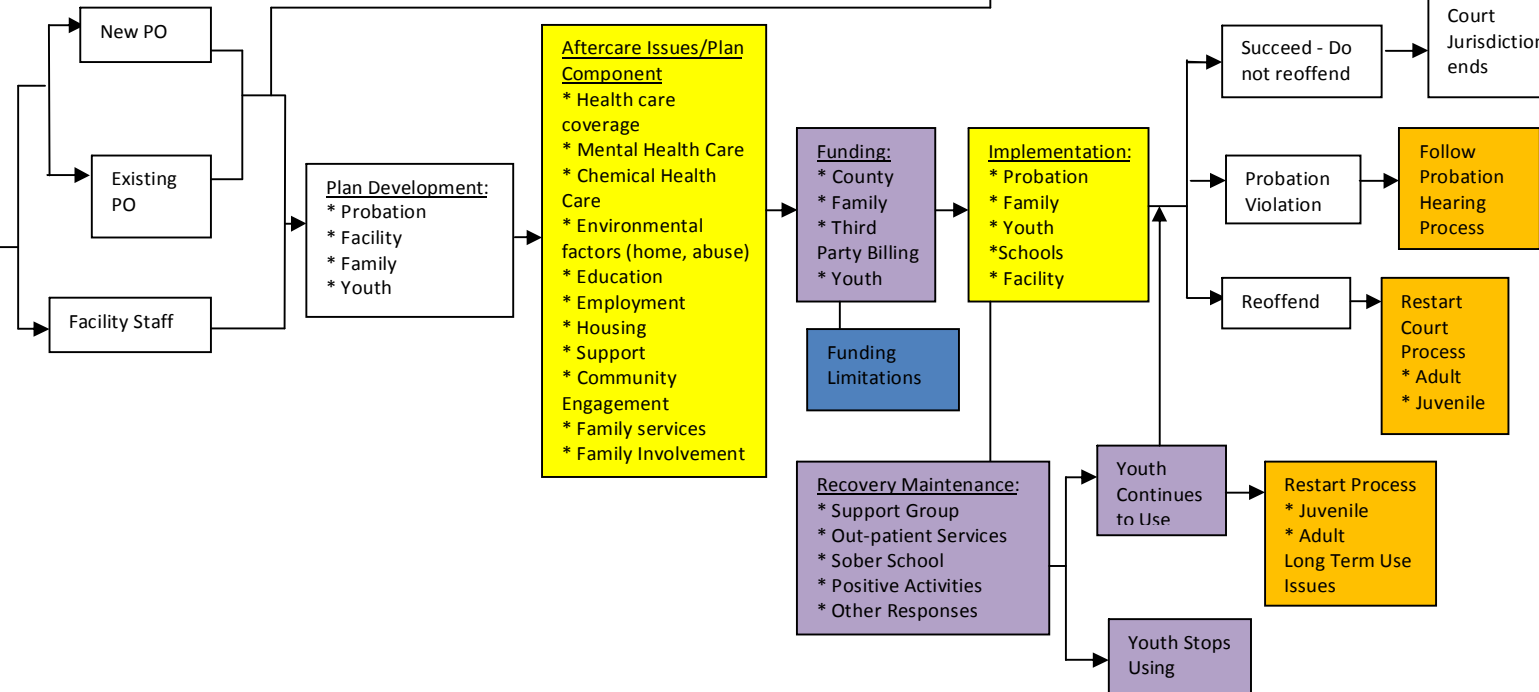 New PO
Existing
PO
Facility Staff
Plan Development:
* Probation
* Facility
* Family
* Youth
Aftercare Issues/Plan
Component
* Health care
coverage
* Mental Health Care
* Chemical Health
Care
* Environmental
factors (home, abuse)
* Education
* Employment
* Housing
* Support
* Community
Engagement
* Family services
* Family Involvement
Funding:
* County
* Family
* Third
Party Billing
* Youth
Funding
Limitations
Implementation:
* Probation
* Family
* Youth
*Schools
* Facility
Recovery Maintenance:
* Support Group
* Out-patient Services
* Sober School
* Positive Activities
* Other Responses
Youth
Continues
to Use
Youth Stops
Using
Restart Process
* Juvenile
* Adult
Long Term Use
Issues
Succeed - Do
not reoffend
Court
Jurisdiction
ends
Probation
Violation
Follow
Probation
Hearing
Process
Reoffend
Restart
Court
Process
* Adult
* Juvenile